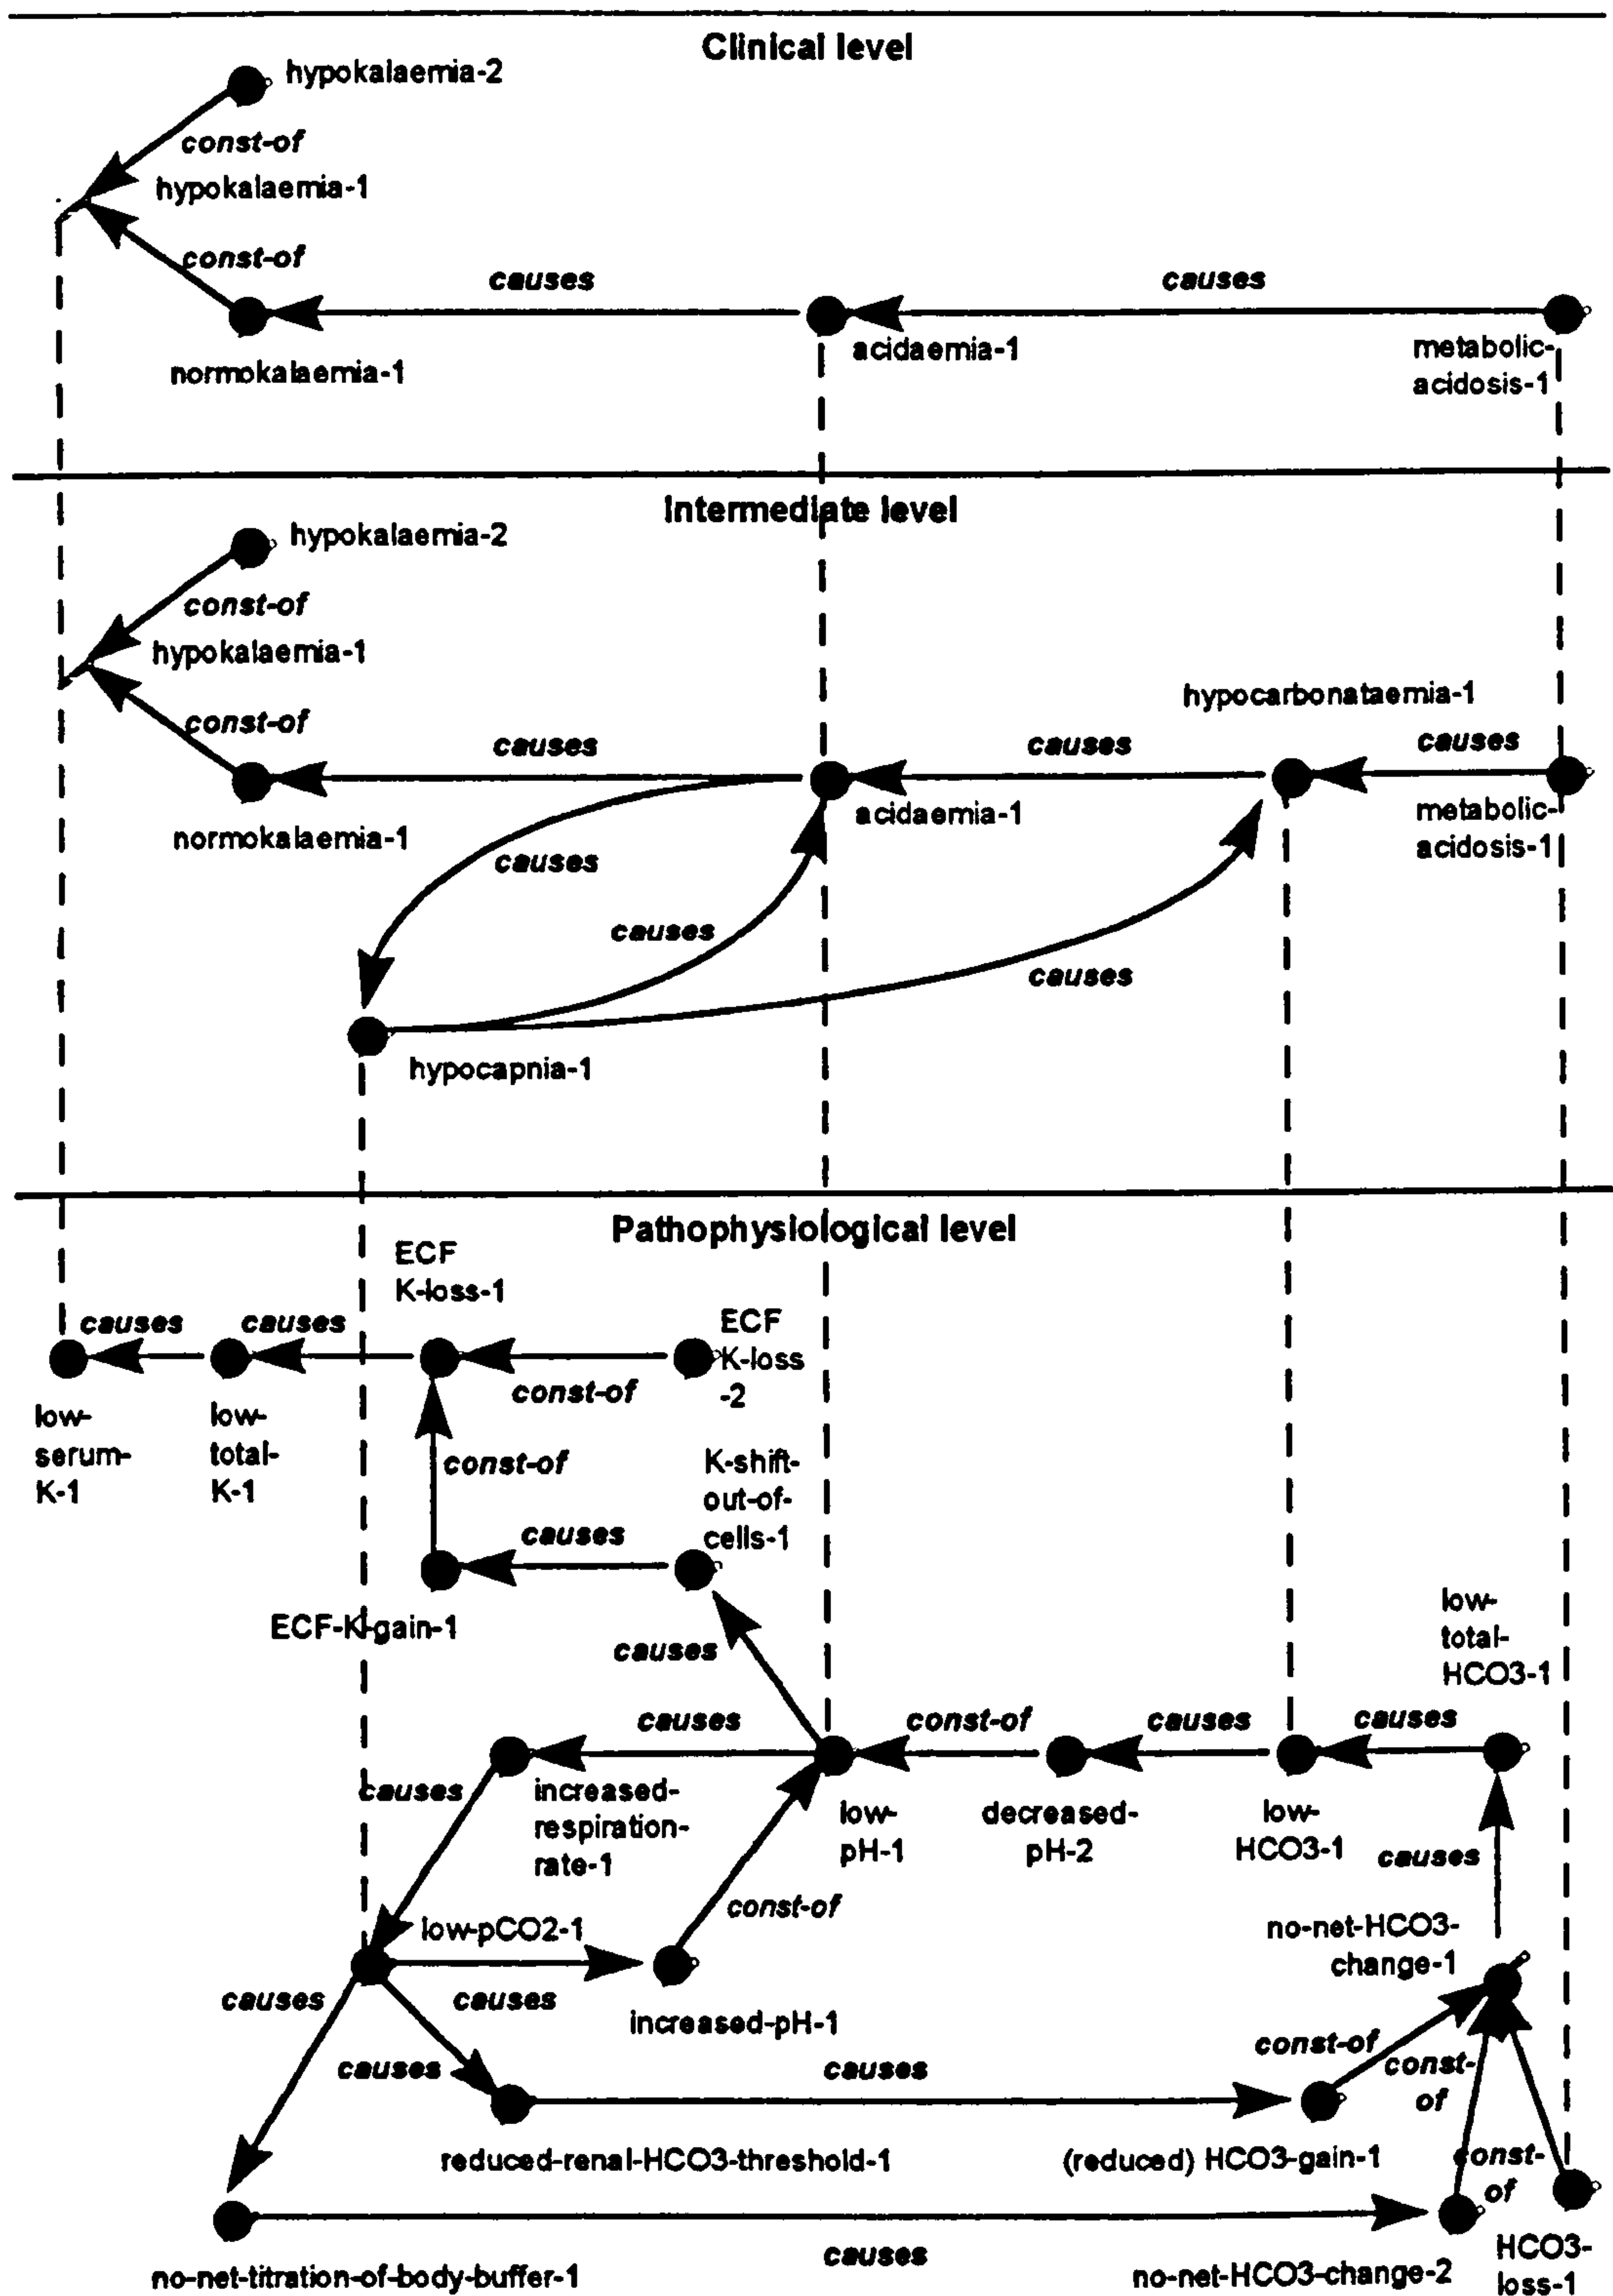 Clinical level
hypokalaemia-2
const-of
hypokalaemia-1
const-of
causes
causes
normokalaemia-1
acidaemia-1
metabolic-
acidosis-1
Intermediate level
hypokalaemia-2
const-of
hypokalaemia-1
hypocarbonataemia-1
const-of
causes
causes
causes
normokalaemia-1
acidaemia-1
metabolic-
acidosis-1
causes
causes
causes
hypocapnia-1
Pathophysiological level
ECF
K-loss-1
causes
causes
ECF
K-loss
-2
const-of
low-
serum-
K-1
low-
total-
K-1
const-of
K-shift-
out-of-
cells-1
causes
ECF-K-gain-1
causes
low-
total-
HCO3-1
causes
const-of
causes
causes
causes
increased-
respiration-
rate-1
low-
pH-1
decreased-
pH-2
low-
HCO3-1
causes
const-of
low-pCO2-1
no-net-HCO3-
change-1
causes
causes
increased-pH-1
const-of
const-
of
causes
causes
reduced-renal-HCO3-threshold-1
(reduced) HCO3-gain-1
const-
of
causes
no-net-titration-of-body-buffer-1
no-net-HCO3-change-2
HCO3-
loss-1